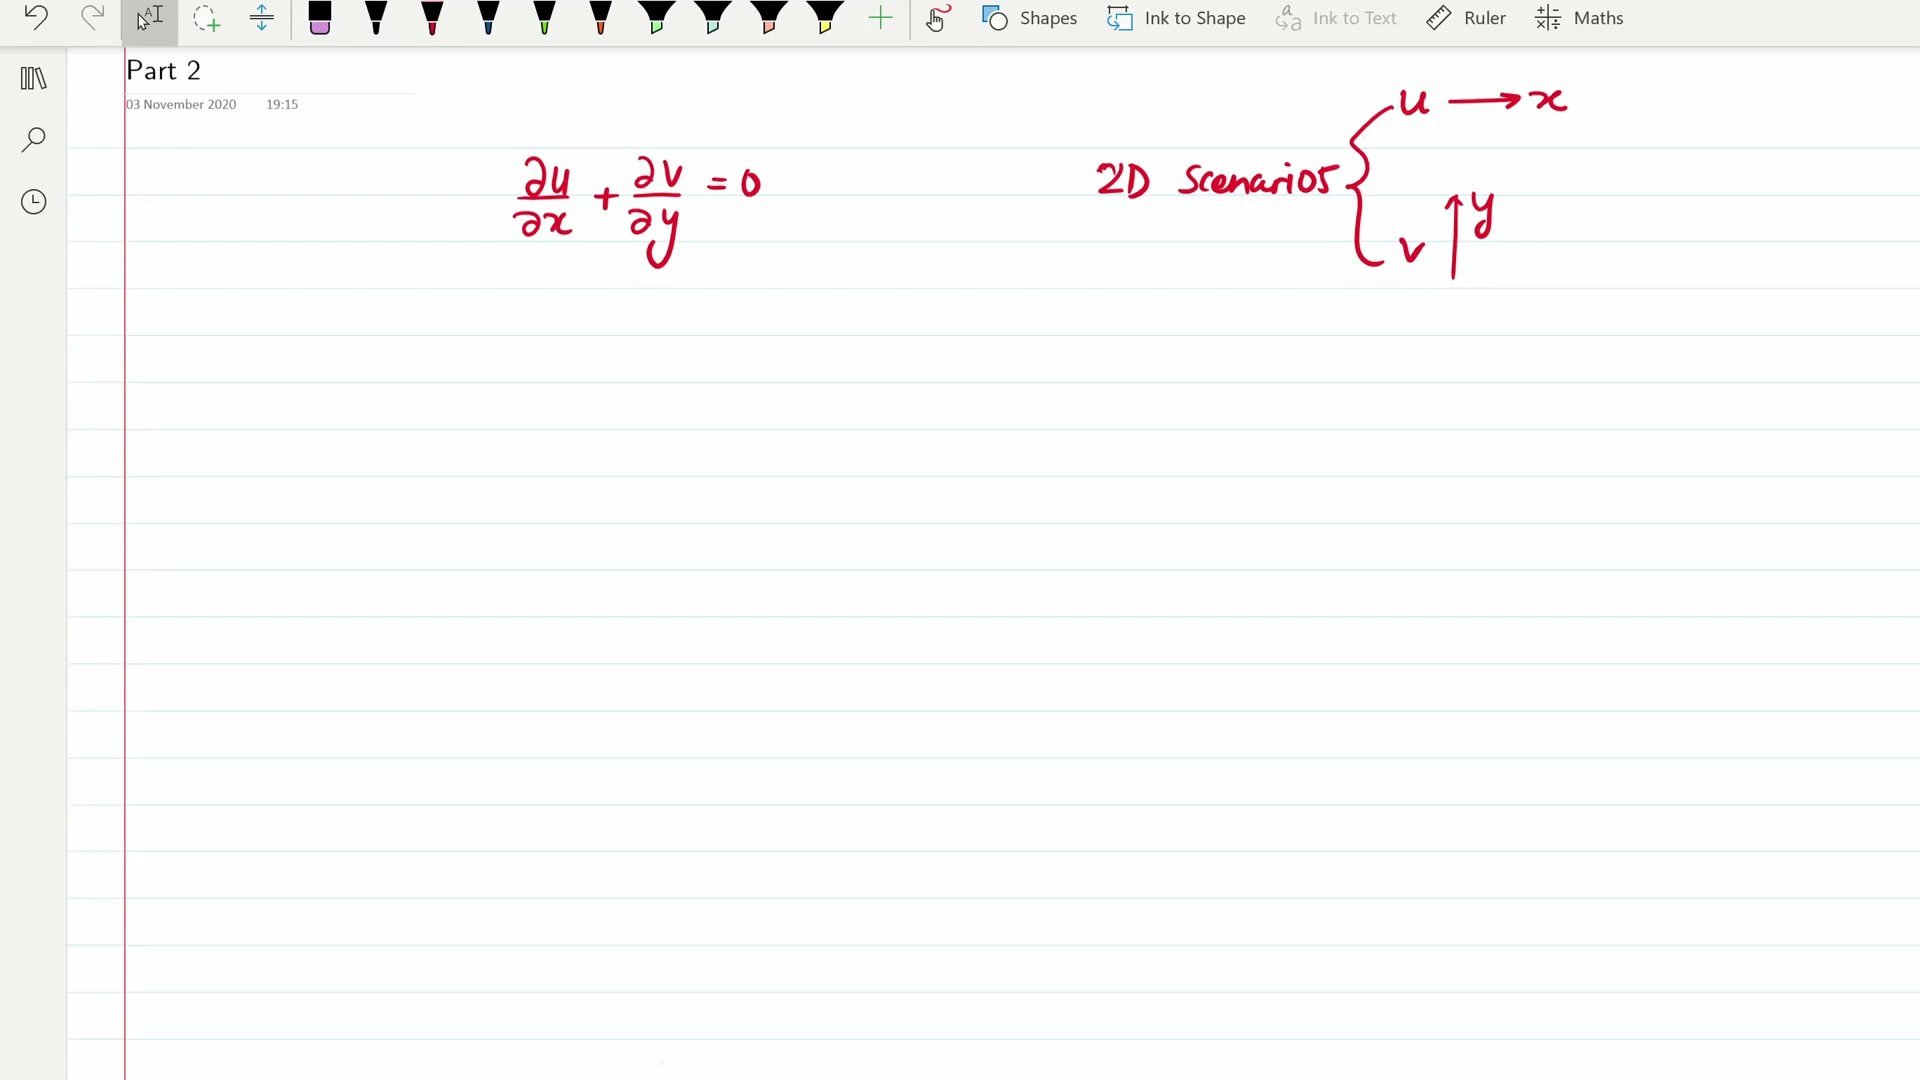 Shapes Ink to Shape Ink to Text Ruler Maths
Part 2
03 November 2020 19:15
∂u/∂x + ∂v/∂y = 0
2D Scenarios { u → x
v ↑ y